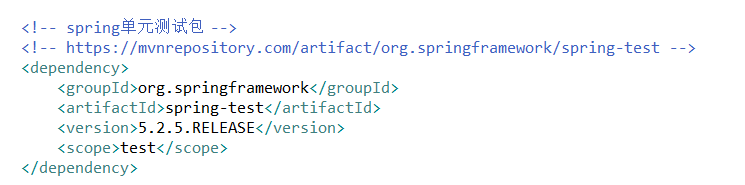 <!-- spring单元测试包 -->
<!-- https://mvnrepository.com/artifact/org.springframework/spring-test -->
<dependency>
    <groupId>org.springframework</groupId>
    <artifactId>spring-test</artifactId>
    <version>5.2.5.RELEASE</version>
    <scope>test</scope>
</dependency>